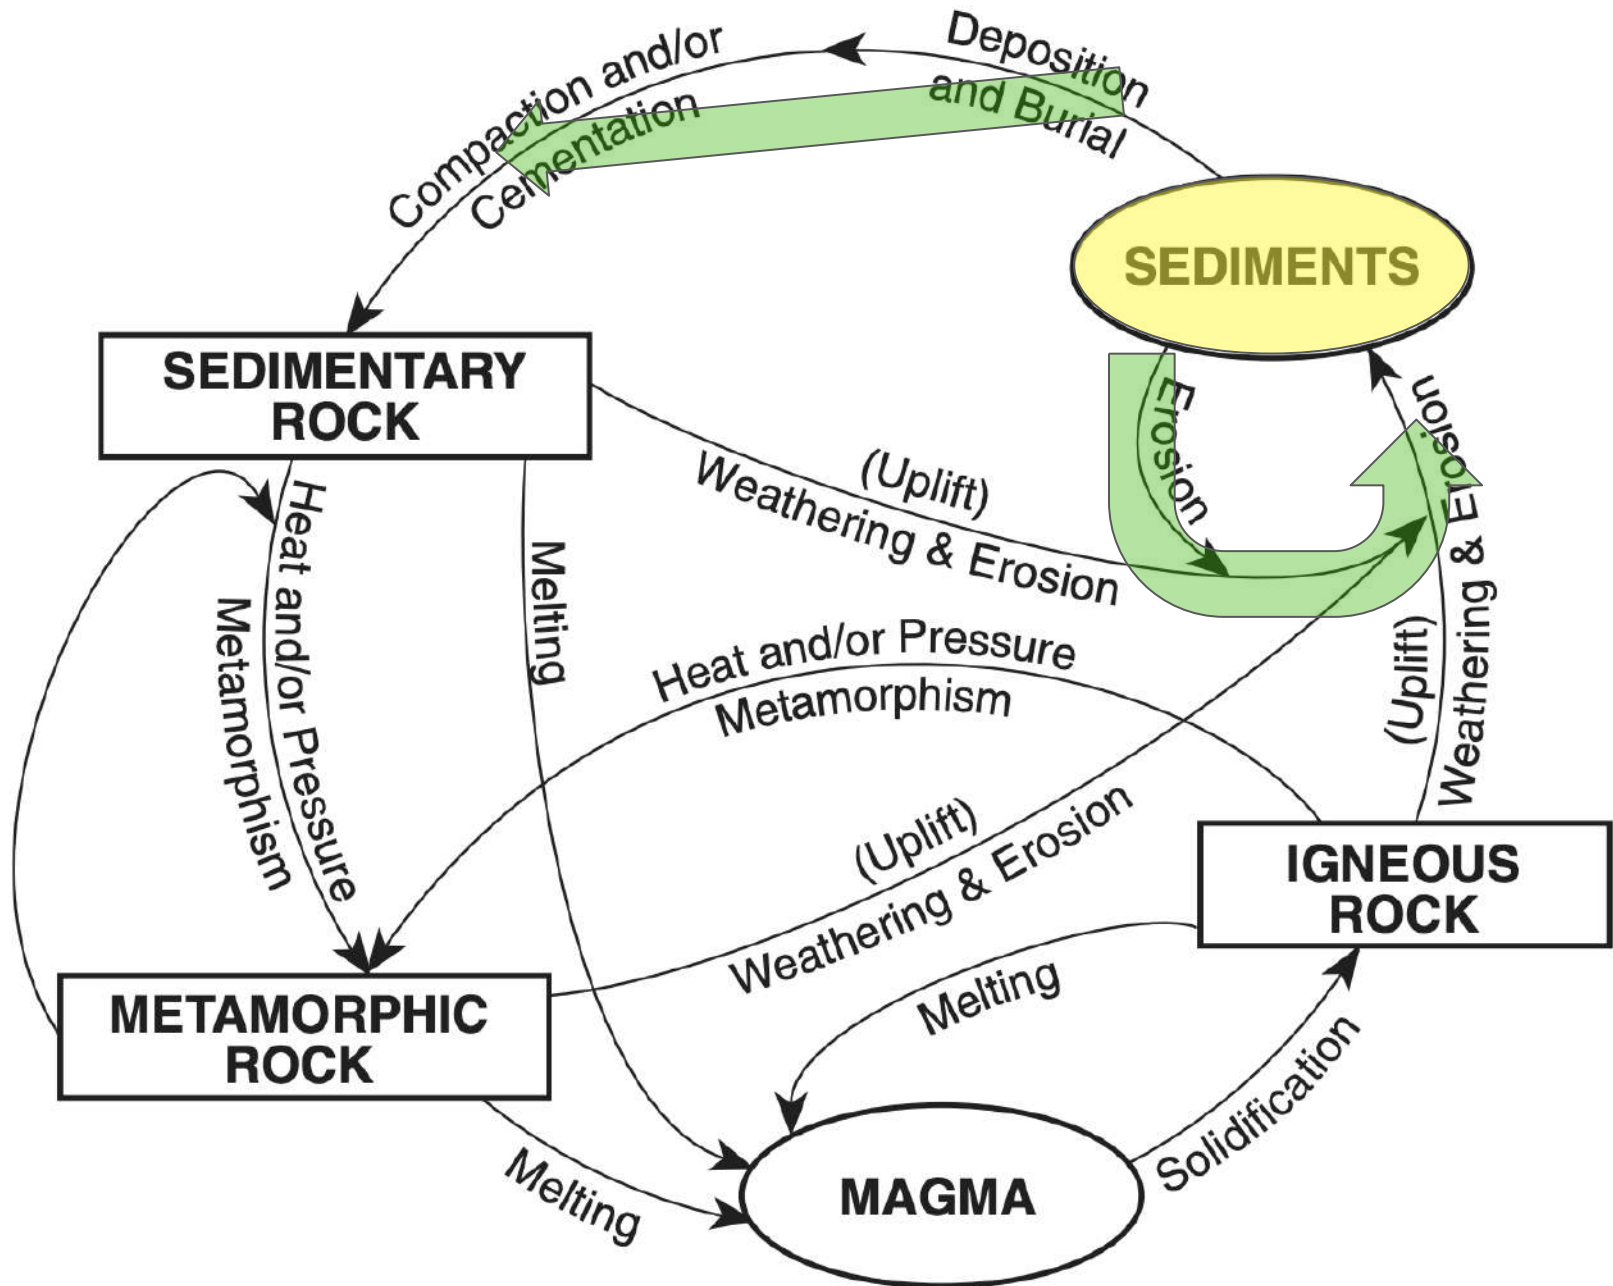 Deposition
and Burial
Compaction and/or
Cementation
SEDIMENTS
SEDIMENTARY
ROCK
Erosion
(Uplift)
Weathering & Erosion
Heat and/or Pressure
Metamorphism
Melting
Heat and/or Pressure
Metamorphism
(Uplift)
Weathering & Erosion
(Uplift)
Weathering & Erosion
IGNEOUS
ROCK
Melting
METAMORPHIC
ROCK
Melting
MAGMA
Solidification